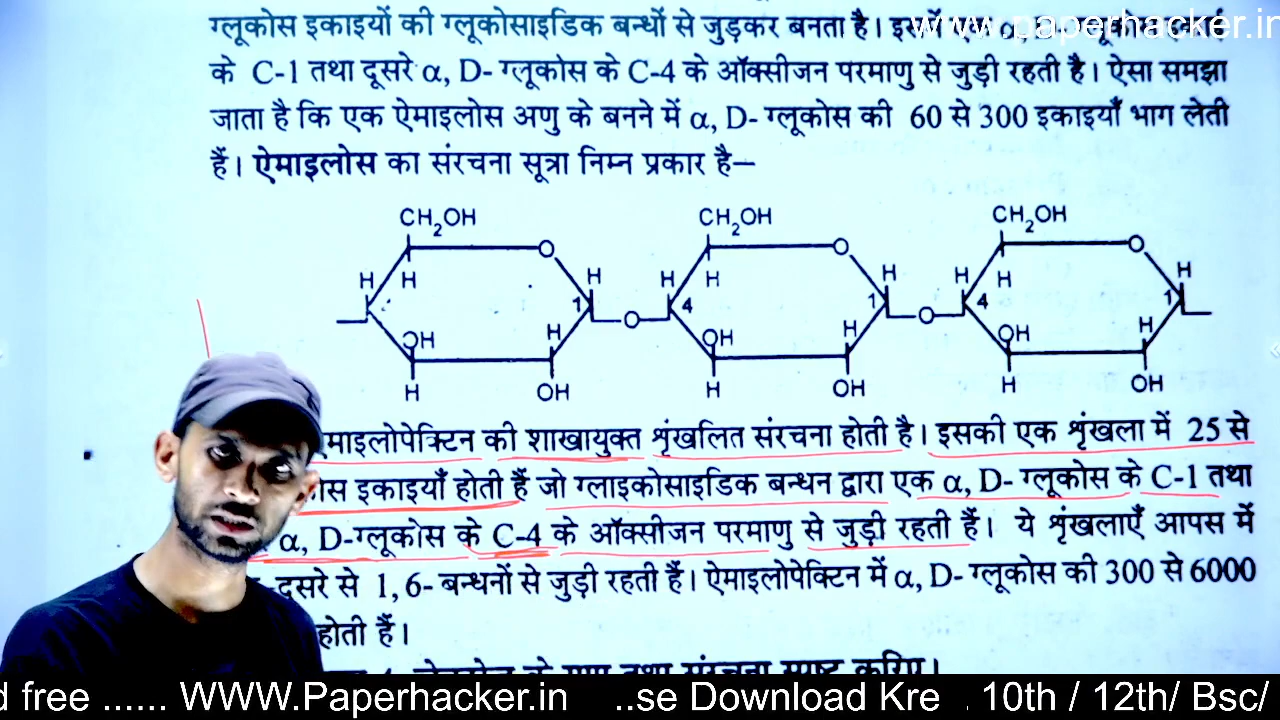 ग्लूकोस इकाइयों की ग्लूकोसाइडिक बन्धों से जुड़कर बनता है। इसमें एक α,
www.paperhacker.in
के C-1 तथा दूसरे α, D- ग्लूकोस के C-4 के ऑक्सीजन परमाणु से जुड़ी रहती है। ऐसा समझा
जाता है कि एक ऐमाइलोस अणु के बनने में α, D- ग्लूकोस की 60 से 300 इकाइयाँ भाग लेती
हैं। ऐमाइलोस का संरचना सूत्रा निम्न प्रकार है—
CH2OH CH2OH CH2OH
O O O
H H H H H H H H H
1 4 1 4 1
O O
OH H OH H OH H
H OH H OH H OH
माइलोपेक्टिन की शाखायुक्त शृंखलित संरचना होती है। इसकी एक शृंखला में 25 से
इकाइयाँ होती हैं जो ग्लाइकोसाइडिक बन्धन द्वारा एक α, D- ग्लूकोस के C-1 तथा
α, D-ग्लूकोस के C-4 के ऑक्सीजन परमाणु से जुड़ी रहती हैं। ये शृंखलाएँ आपस में
दूसरे से 1, 6- बन्धनों से जुड़ी रहती हैं। ऐमाइलोपेक्टिन में α, D- ग्लूकोस की 300 से 6000
होती हैं।
d free ...... WWW.Paperhacker.in ..se Download Kre . 10th / 12th/ Bsc/